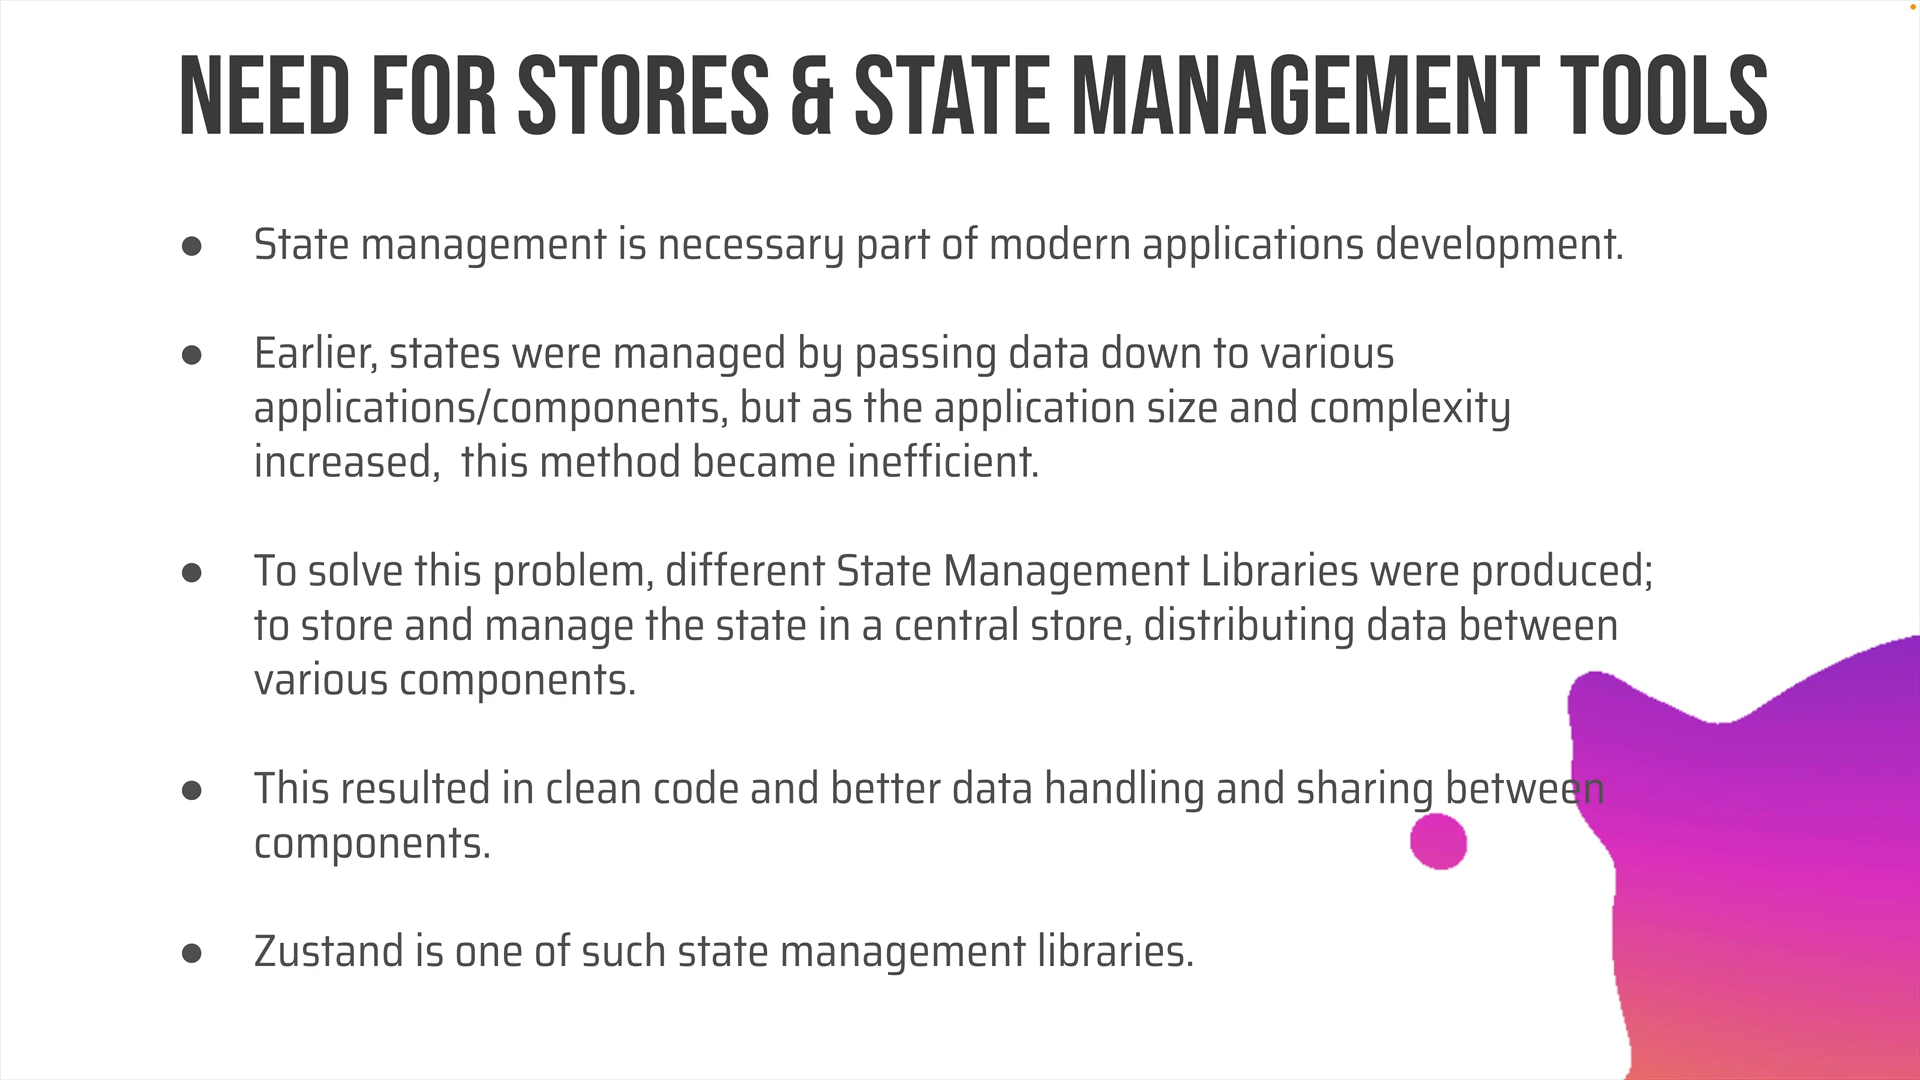 NEED FOR STORES & STATE MANAGEMENT TOOLS
● State management is necessary part of modern applications development.
● Earlier, states were managed by passing data down to various
applications/components, but as the application size and complexity
increased,  this method became inefficient.
● To solve this problem, different State Management Libraries were produced;
to store and manage the state in a central store, distributing data between
various components.
● This resulted in clean code and better data handling and sharing between
components.
● Zustand is one of such state management libraries.